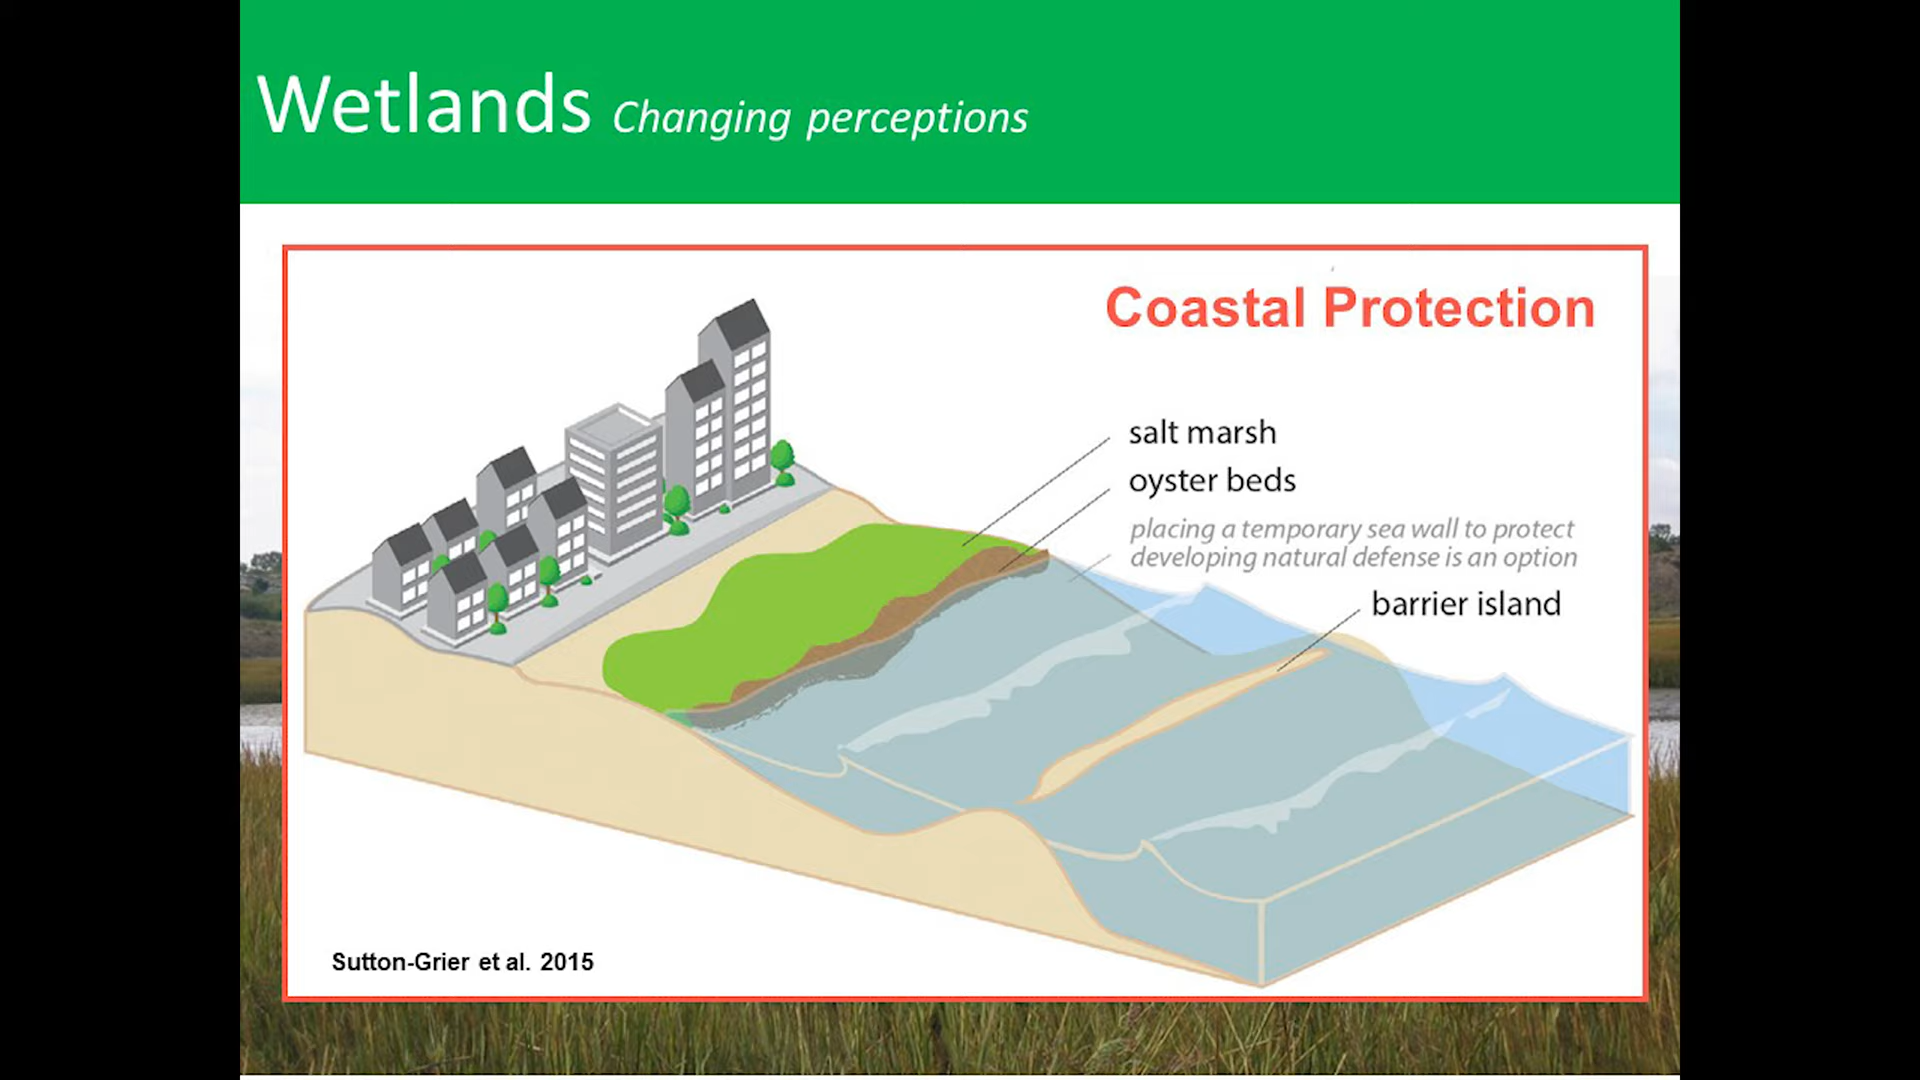 Wetlands Changing perceptions
Coastal Protection
salt marsh
oyster beds
placing a temporary sea wall to protect
developing natural defense is an option
barrier island
Sutton-Grier et al. 2015